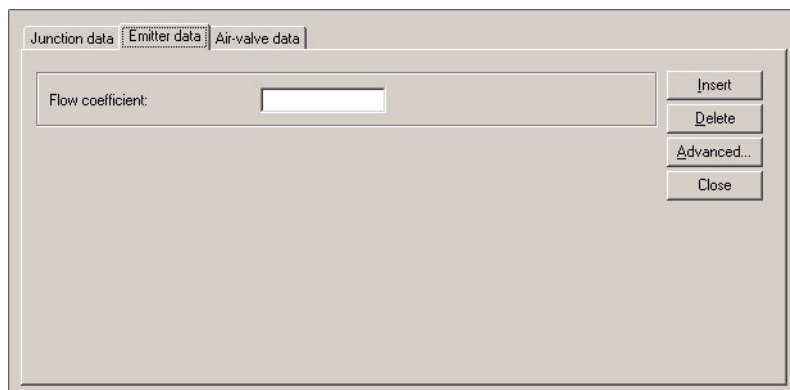 Junction data Emitter data Air-valve data
Flow coefficient:
Insert
Delete
Advanced...
Close